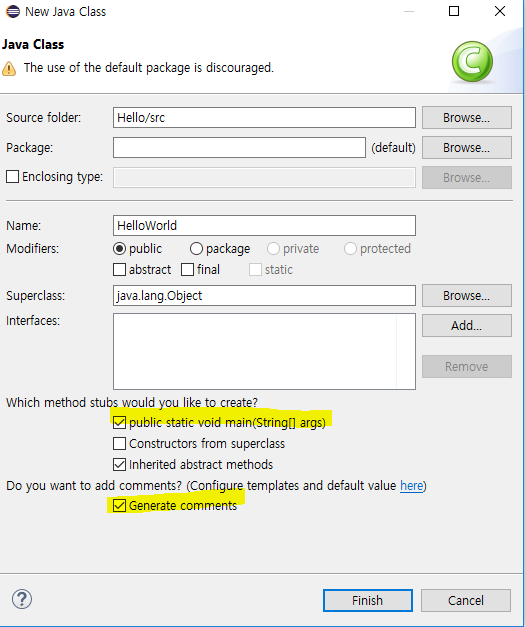 New Java Class
Java Class
The use of the default package is discouraged.
C
Source folder: Hello/src Browse...
Package: (default) Browse...
Enclosing type: Browse...
Name: HelloWorld
Modifiers: public package private protected
abstract final static
Superclass: java.lang.Object Browse...
Interfaces: Add...
Remove
Which method stubs would you like to create?
public static void main(String[] args)
Constructors from superclass
Inherited abstract methods
Do you want to add comments? (Configure templates and default value here)
Generate comments
? Finish Cancel